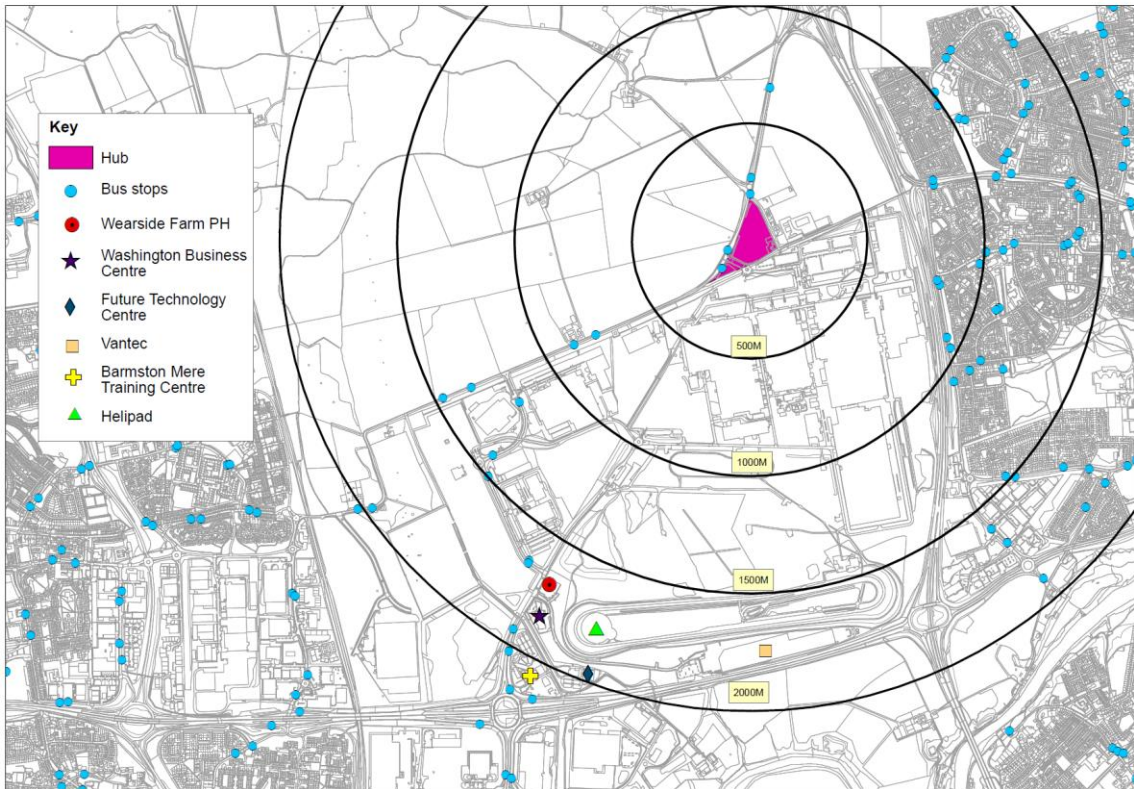 Key
Hub
Bus stops
Wearside Farm PH
Washington Business
Centre
Future Technology
Centre
Vantec
Barmston Mere
Training Centre
Helipad
500M
1000M
1500M
2000M